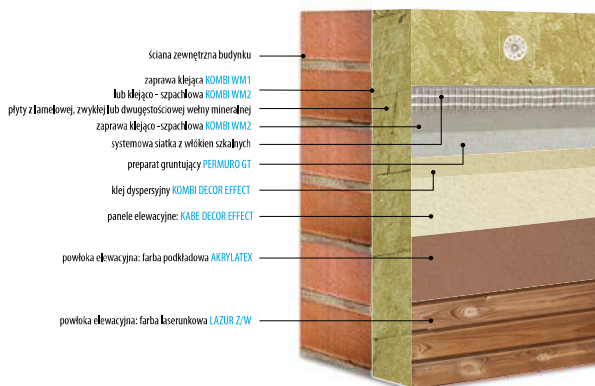 ściana zewnętrzna budynku
zaprawa klejąca KOMBI WM1
lub klejąco - szpachlowa KOMBI WM2
płyty z lamelowej, zwykłej lub dwugęstościowej wełny mineralnej
zaprawa klejąco -szpachlowa KOMBI WM2
systemowa siatka z włókien szkalnych
preparat gruntujący PERMURO GT
klej dyspersyjny KOMBI DECOR EFFECT
panele elewacyjne: KABE DECOR EFFECT
powłoka elewacyjna: farba podkładowa AKRYLATEX
powłoka elewacyjna: farba laserunkowa LAZUR Z/W